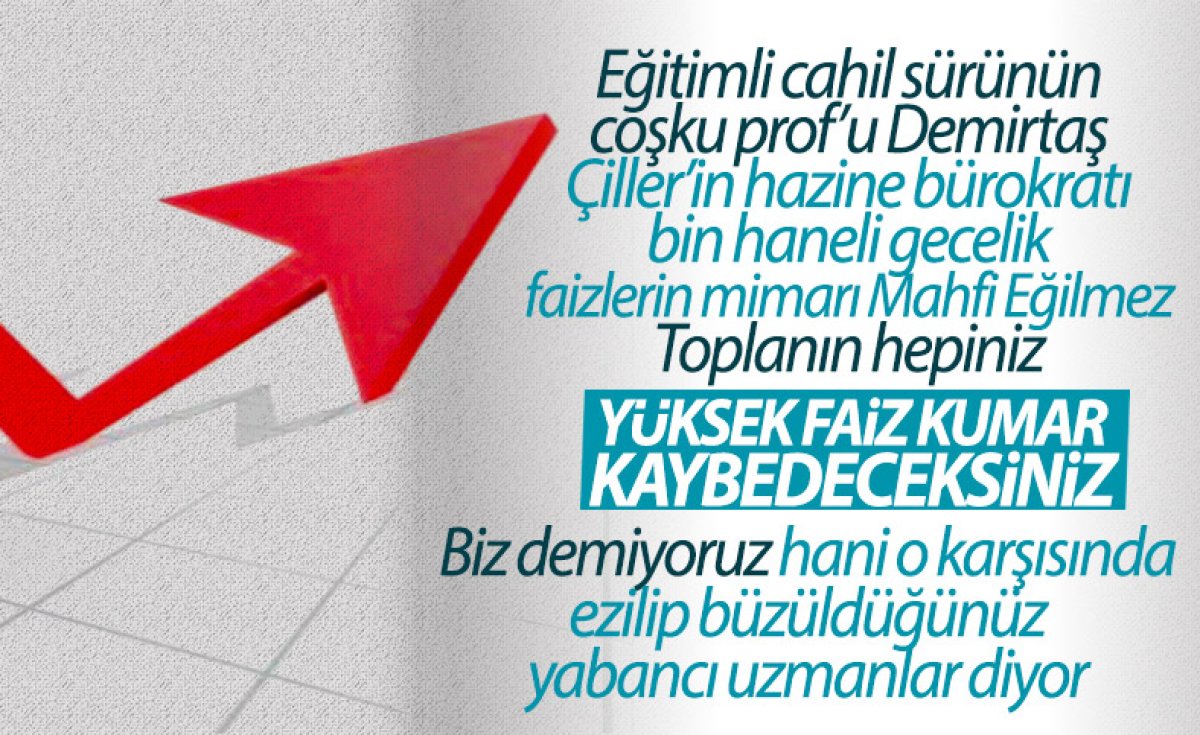 Eğitimli cahil sürünün
coşku prof'u Demirtaş
Çiller'in hazine bürokratı
bin haneli gecelik
faizlerin mimarı Mahfi Eğilmez
Toplanın hepiniz
YÜKSEK FAİZ KUMAR
KAYBEDECEKSİNİZ
Biz demiyoruz hani o karşısında
ezilip büzüldüğünüz
yabancı uzmanlar diyor